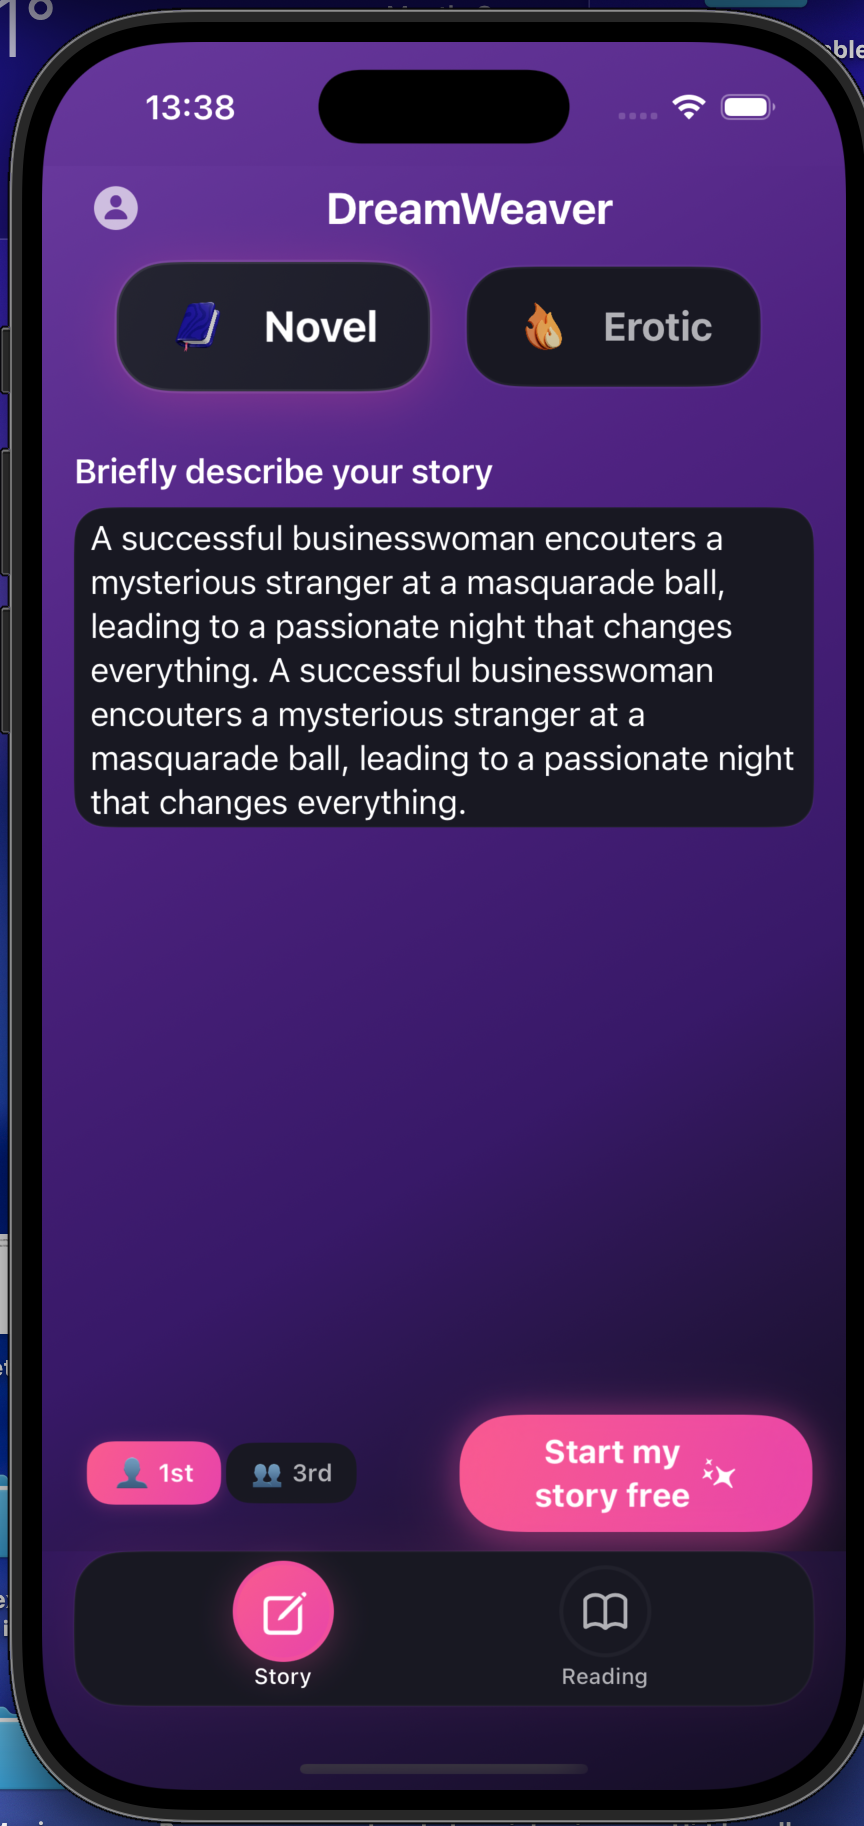 13:38
DreamWeaver
Novel
Erotic
Briefly describe your story
A successful businesswoman encouters a
mysterious stranger at a masquarade ball,
leading to a passionate night that changes
everything. A successful businesswoman
encouters a mysterious stranger at a
masquarade ball, leading to a passionate night
that changes everything.
1st
3rd
Start my
story free
Story
Reading